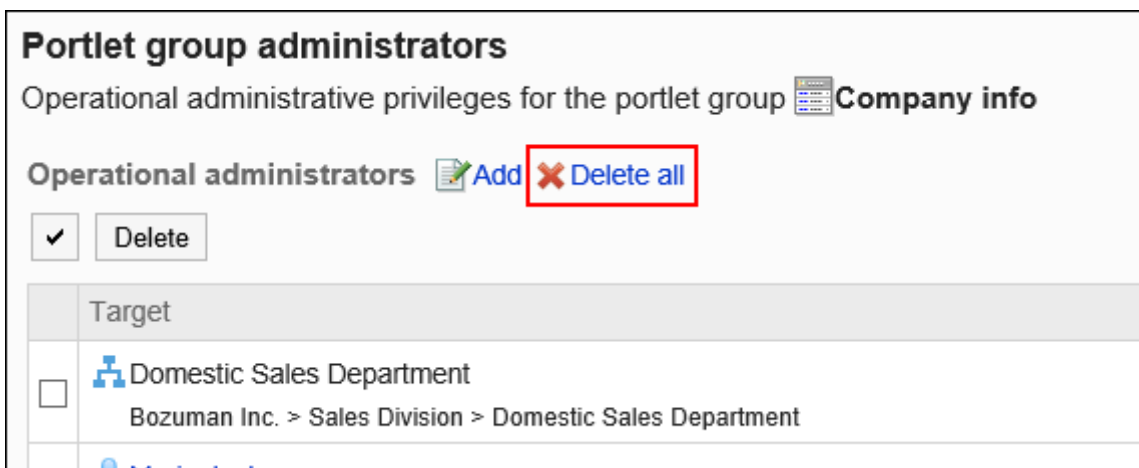 Portlet group administrators
Operational administrative privileges for the portlet group Company info
Operational administrators Add Delete all
Delete
Target
Domestic Sales Department
Bozuman Inc. > Sales Division > Domestic Sales Department